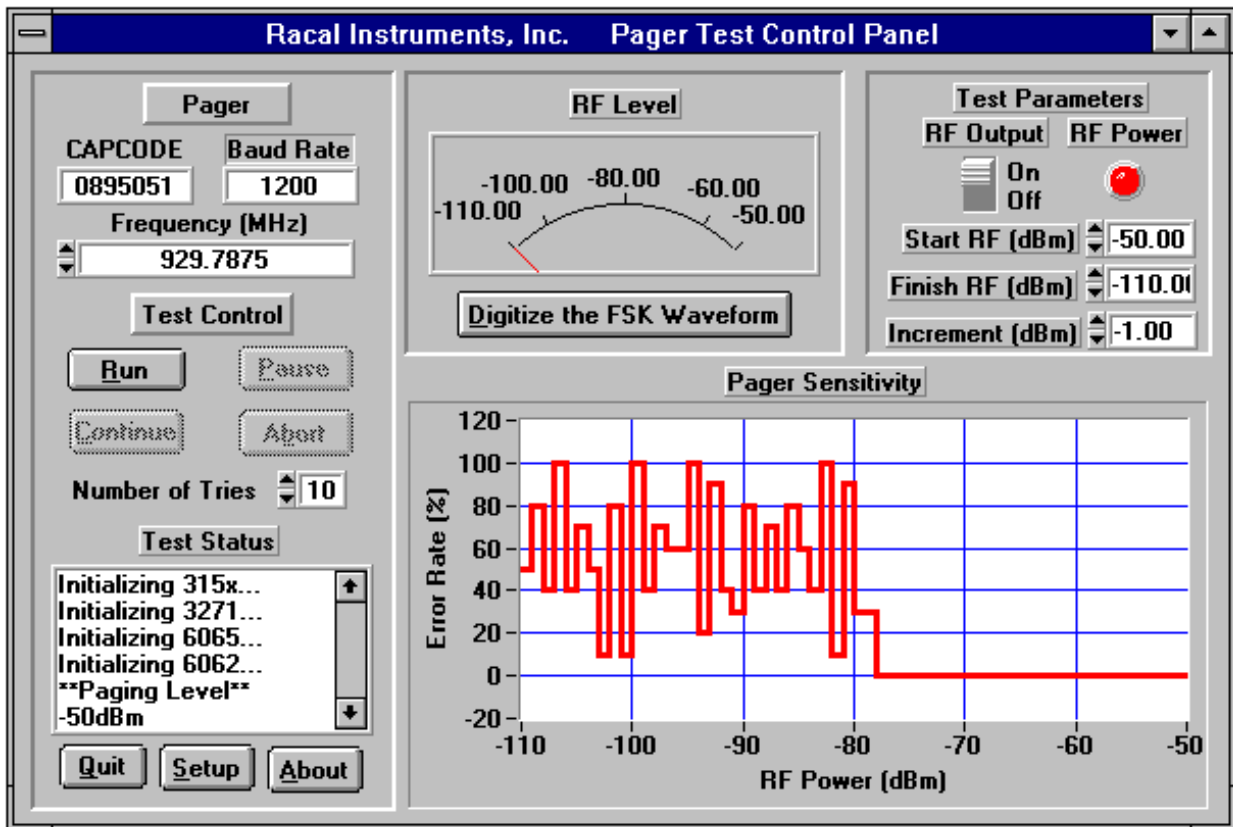 Racal Instruments, Inc. Pager Test Control Panel
Pager
CAPCODE Baud Rate
0895051 1200
Frequency (MHz)
929.7875
Test Control
Run Pause
Continue Abort
Number of Tries 10
Test Status
Initializing 315x...
Initializing 3271...
Initializing 6065...
Initializing 6062...
**Paging Level**
-50dBm
Quit Setup About
RF Level
-110.00 -100.00 -80.00 -60.00 -50.00
Digitize the FSK Waveform
Test Parameters
RF Output RF Power
On
Off
Start RF (dBm) -50.00
Finish RF (dBm) -110.00
Increment (dBm) -1.00
Pager Sensitivity
Error Rate (%)
120
100
80
60
40
20
0
-20
-110 -100 -90 -80 -70 -60 -50
RF Power (dBm)